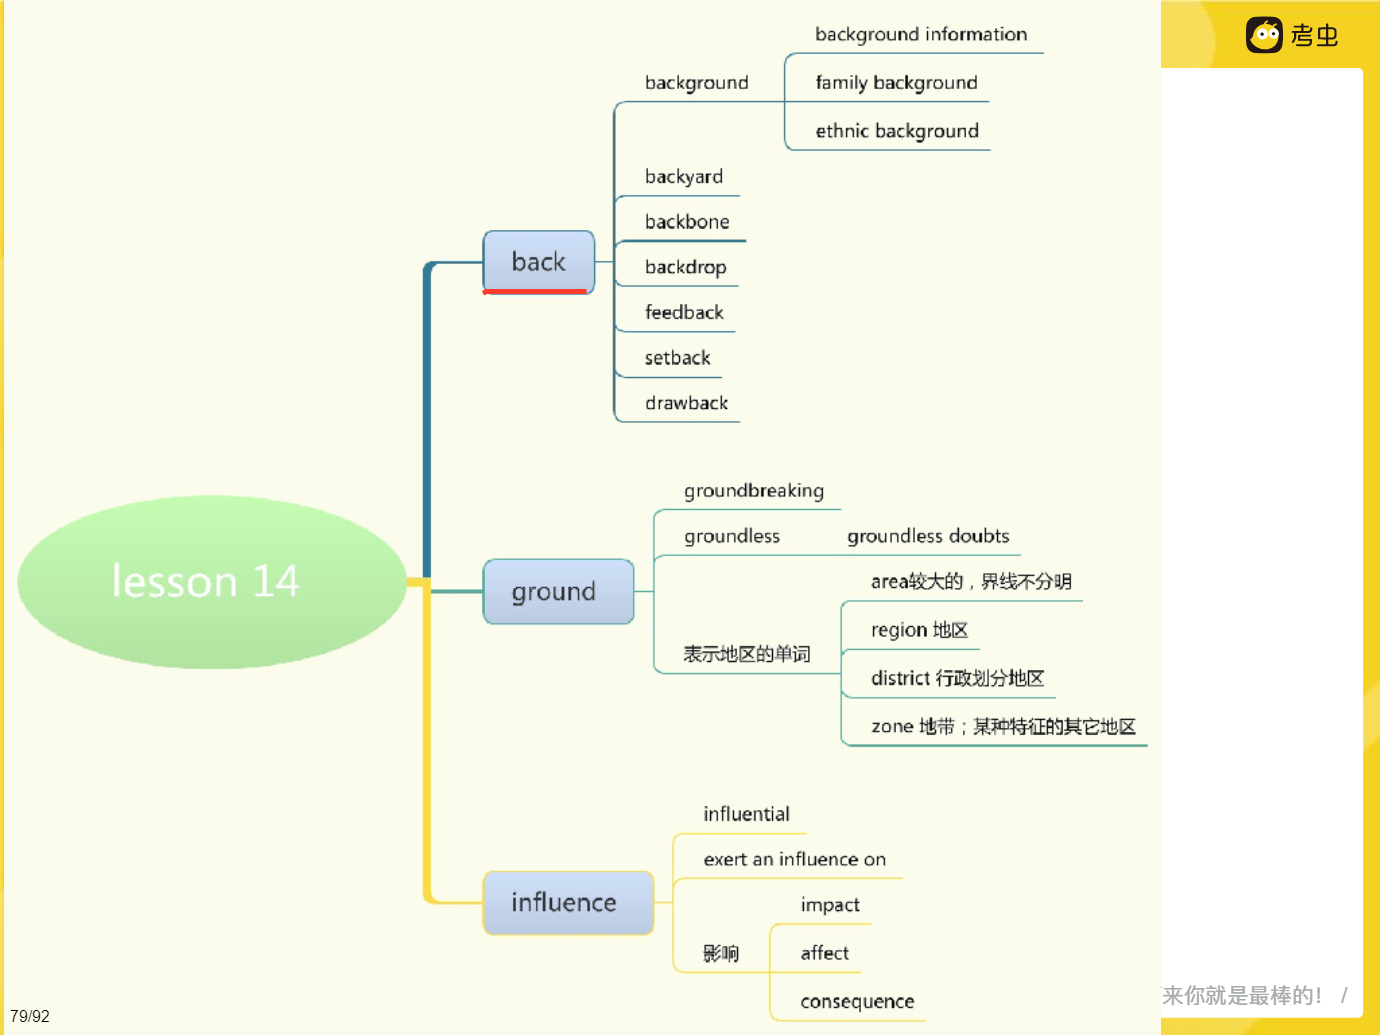 考虫
background information
background
family background
ethnic background
backyard
backbone
back
backdrop
feedback
setback
drawback
groundbreaking
groundless
groundless doubts
lesson 14
ground
area较大的，界线不分明
region 地区
表示地区的单词
district 行政划分地区
zone 地带；某种特征的其它地区
influential
exert an influence on
influence
impact
影响
affect
consequence
来你就是最棒的！ /
79/92